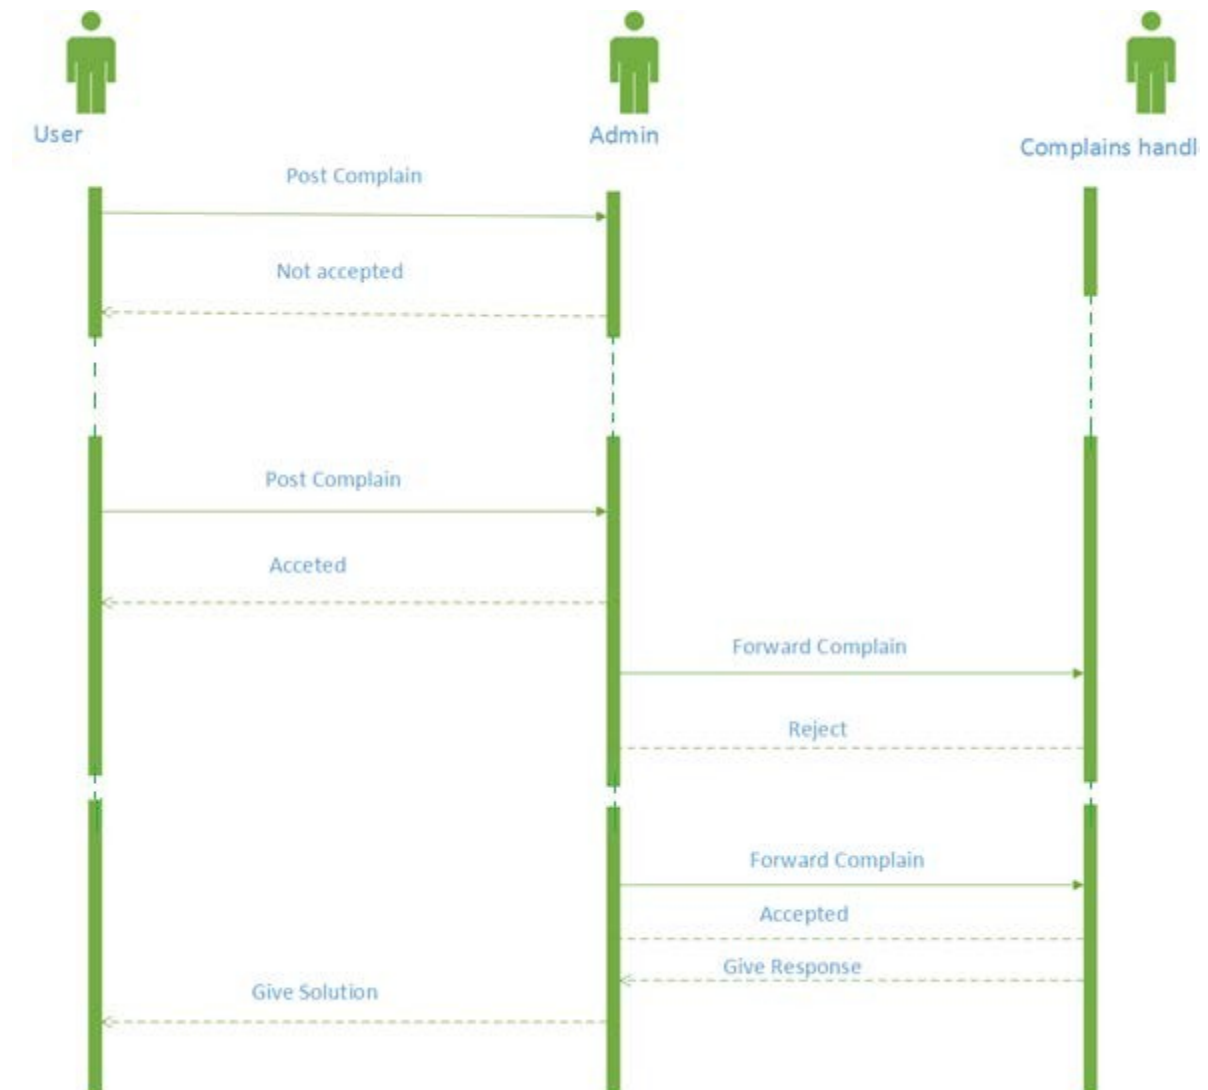 User
Admin
Complains handl
Post Complain
Not accepted
Post Complain
Acceted
Forward Complain
Reject
Forward Complain
Accepted
Give Response
Give Solution